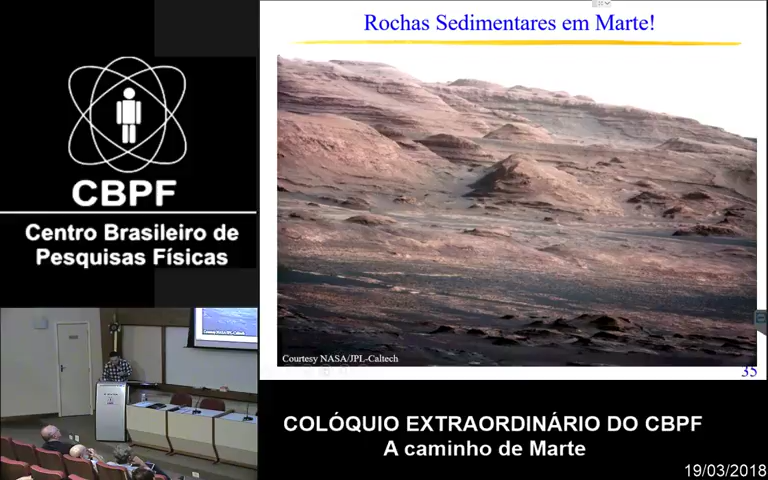 Rochas Sedimentares em Marte!
CBPF
Centro Brasileiro de
Pesquisas Físicas
Courtesy NASA/JPL-Caltech
35
COLÓQUIO EXTRAORDINÁRIO DO CBPF
A caminho de Marte
19/03/2018